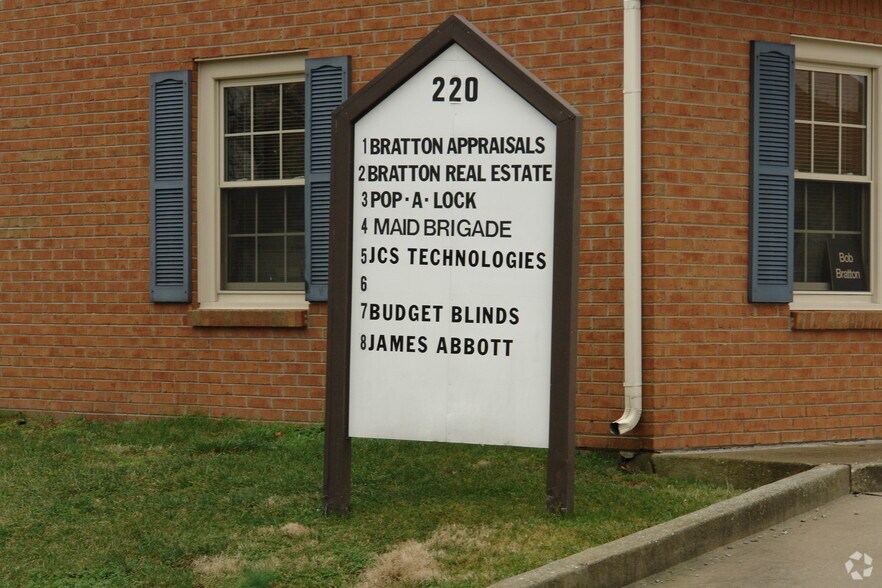 220
1 BRATTON APPRAISALS
2 BRATTON REAL ESTATE
3 POP·A·LOCK
4 MAID BRIGADE
5 JCS TECHNOLOGIES
6
7 BUDGET BLINDS
8 JAMES ABBOTT
Bob
Bratton